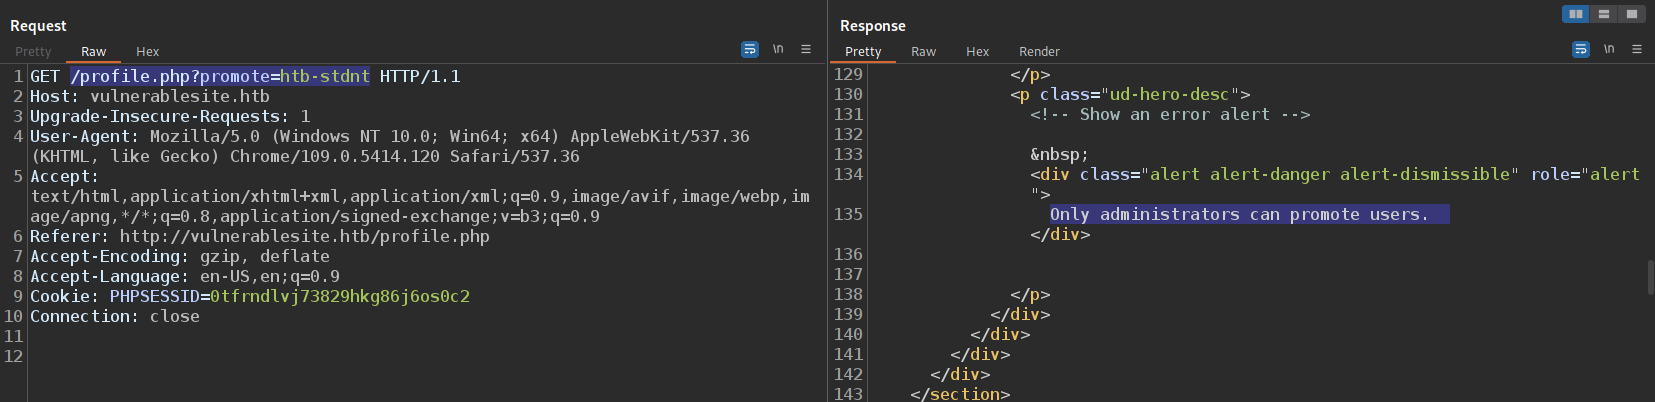 Request
Pretty Raw Hex \n
1 GET /profile.php?promote=htb-stdnt HTTP/1.1
2 Host: vulnerablesite.htb
3 Upgrade-Insecure-Requests: 1
4 User-Agent: Mozilla/5.0 (Windows NT 10.0; Win64; x64) AppleWebKit/537.36
(KHTML, like Gecko) Chrome/109.0.5414.120 Safari/537.36
5 Accept:
text/html,application/xhtml+xml,application/xml;q=0.9,image/avif,image/webp,im
age/apng,*/*;q=0.8,application/signed-exchange;v=b3;q=0.9
6 Referer: http://vulnerablesite.htb/profile.php
7 Accept-Encoding: gzip, deflate
8 Accept-Language: en-US,en;q=0.9
9 Cookie: PHPSESSID=0tfrndlvj73829hkg86j6os0c2
10 Connection: close
11
12
Response
Pretty Raw Hex Render \n
129 </p>
130 <p class="ud-hero-desc">
131 <!-- Show an error alert -->
132
133 &nbsp;
134 <div class="alert alert-danger alert-dismissible" role="alert
">
135 Only administrators can promote users.
</div>
136
137
138 </p>
139 </div>
140 </div>
141 </div>
142 </div>
143 </section>